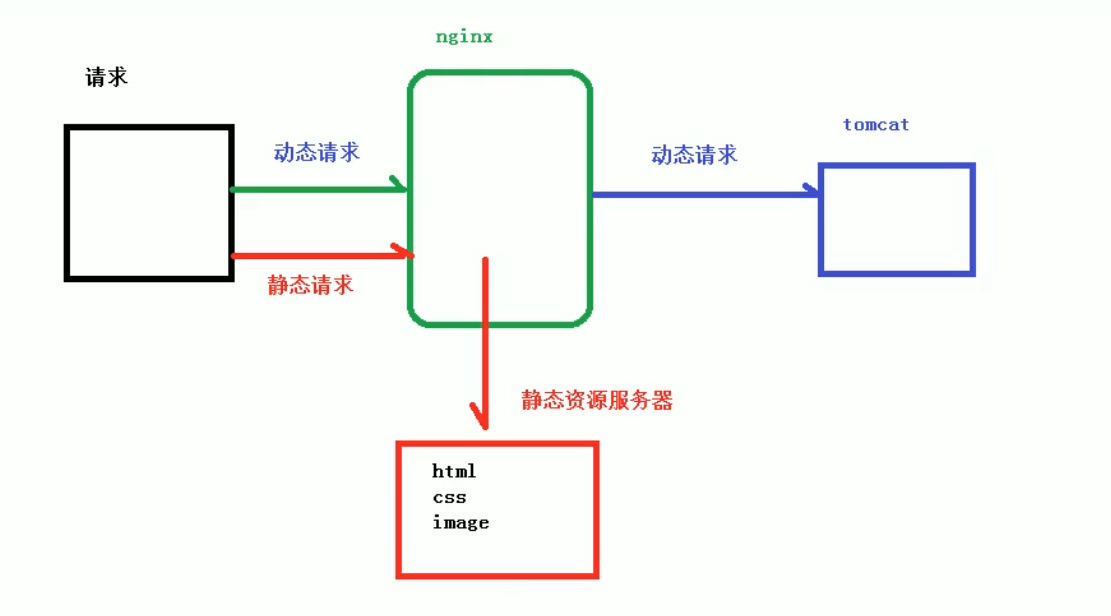 nginx
请求
tomcat
动态请求
动态请求
静态请求
静态资源服务器
html
css
image